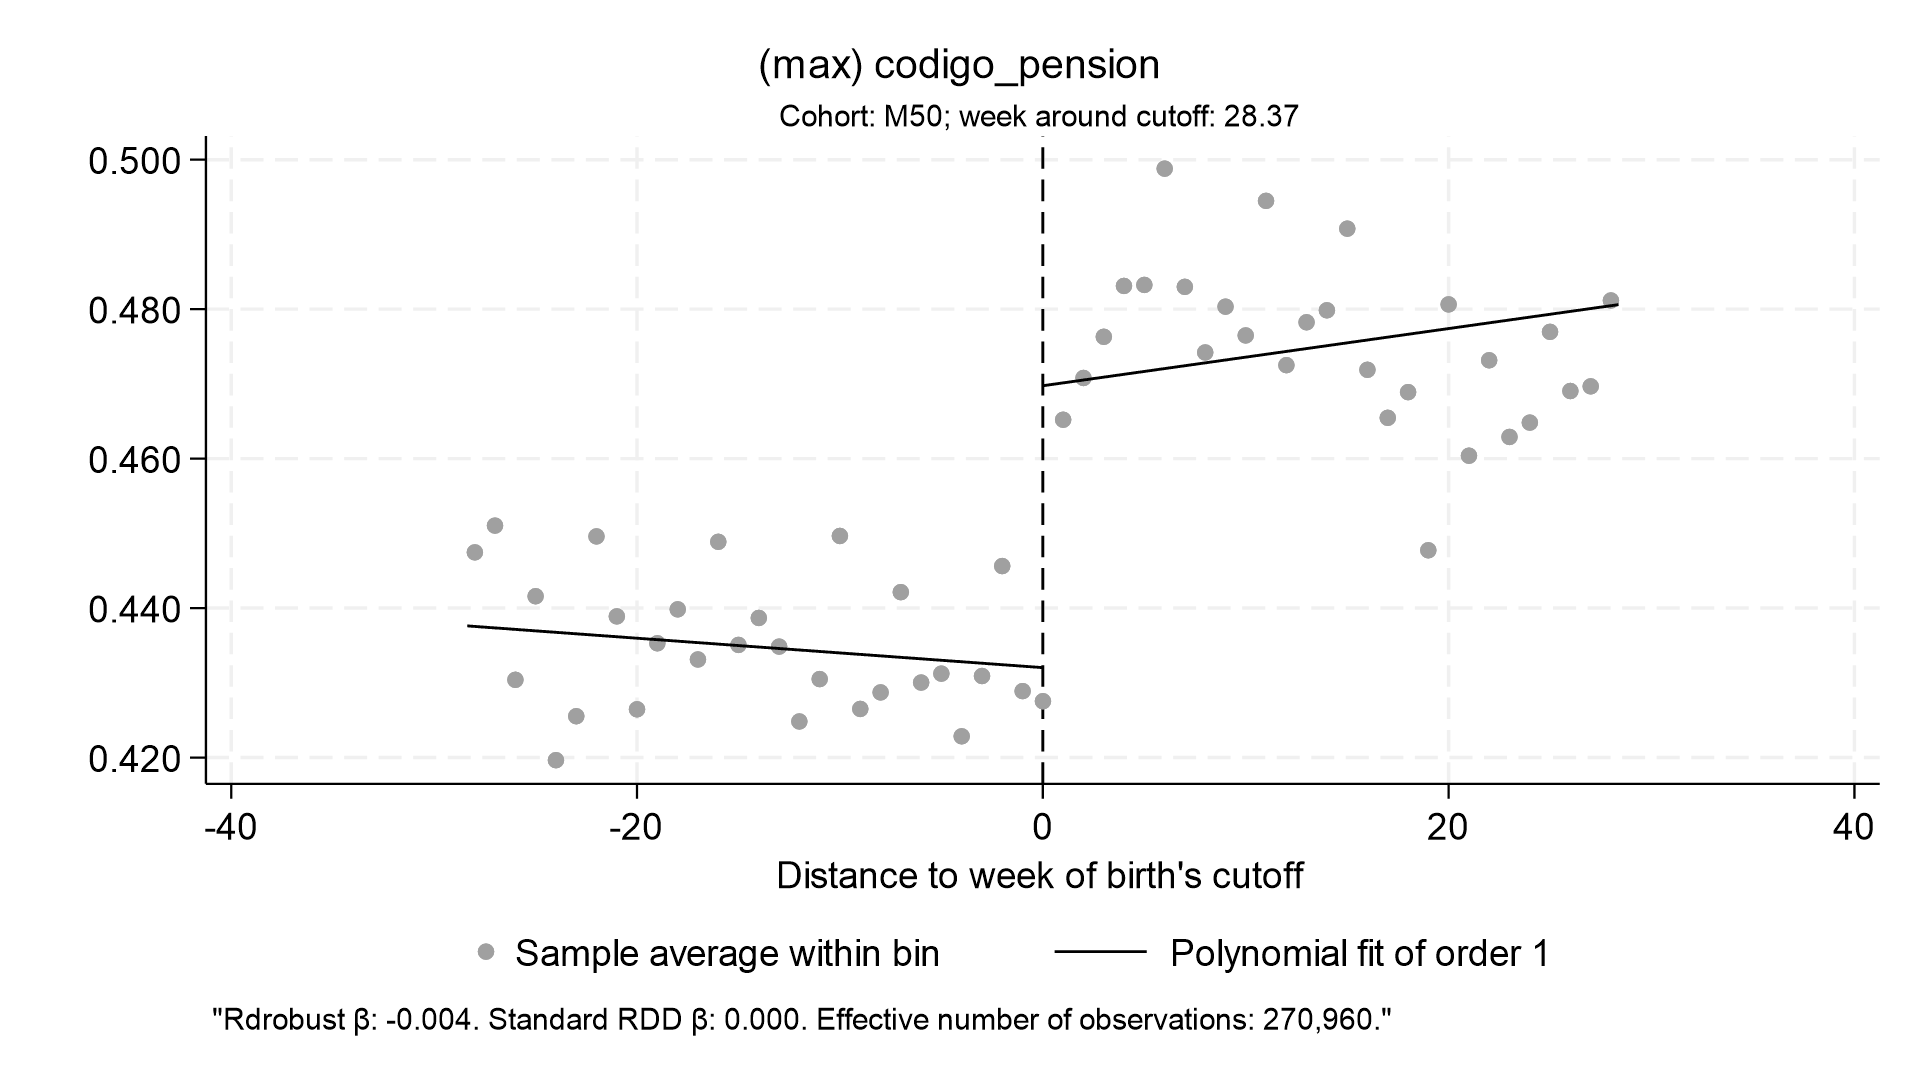 (max) codigo_pension
Cohort: M50; week around cutoff: 28.37
0.500
0.480
0.460
0.440
0.420
-40 -20 0 20 40
Distance to week of birth's cutoff
Sample average within bin Polynomial fit of order 1
"Rdrobust β: -0.004. Standard RDD β: 0.000. Effective number of observations: 270,960."